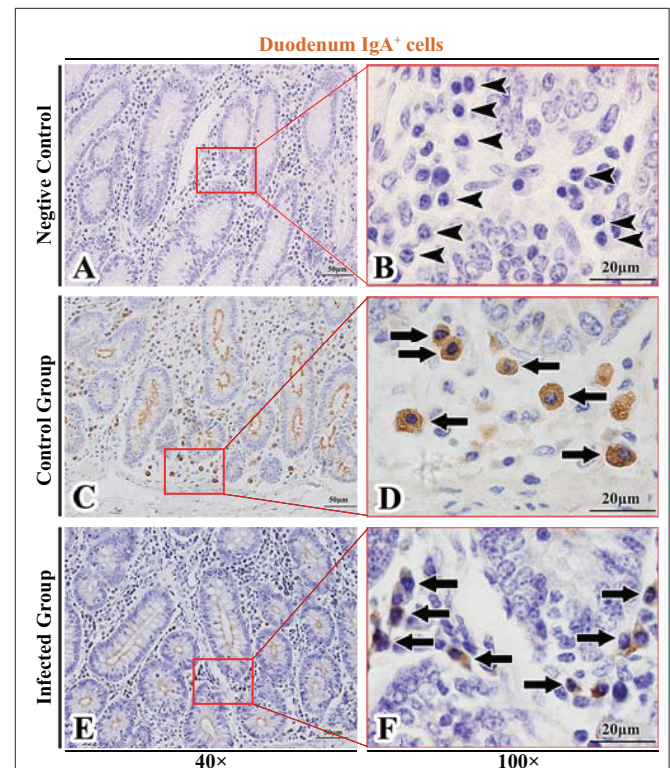 Duodenum IgA⁺ cells
Negtive Control
A
50μm
B
20μm
Control Group
C
50μm
D
20μm
Infected Group
E
50μm
F
20μm
40×
100×